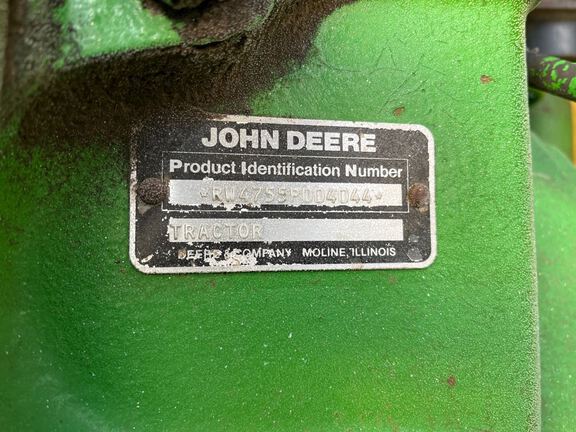 JOHN DEERE
Product Identification Number
*RW4755P004044*
TRACTOR
DEERE & COMPANY MOLINE, ILLINOIS